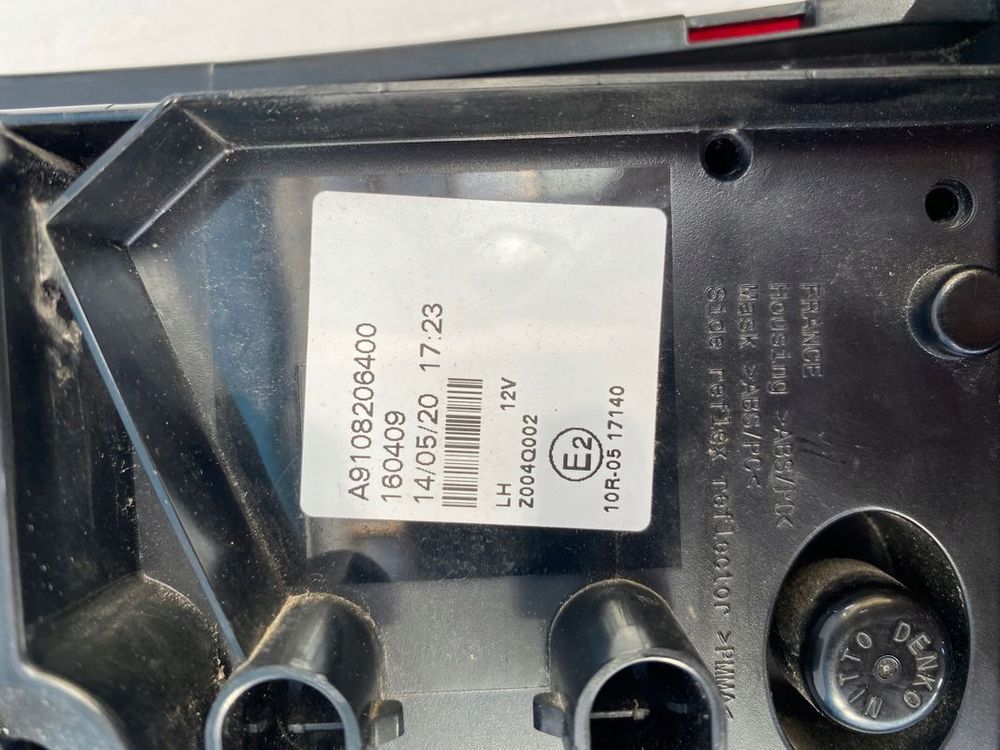 A9108206400
160409
14/05/20 17:23
LH 12V
Z004Q002
E2
10R-05 17140
FRANCE
Housing >ABS/PMMA<
Mask >ABS/PC<
Side reflex reflector >PMMA<
NITTO DENKO